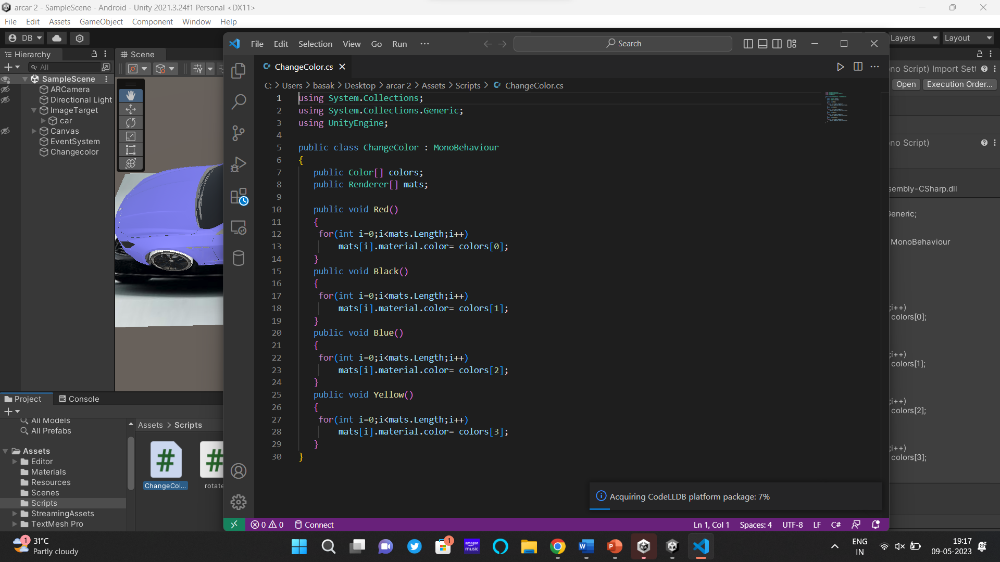 arcar 2 - SampleScene - Android - Unity 2021.3.24f1 Personal <DX11>
File Edit Assets GameObject Component Window Help
DB
Layers
Layout
Hierarchy
All
SampleScene
ARCamera
Directional Light
ImageTarget
car
Canvas
EventSystem
Changecolor
Scene
File Edit Selection View Go Run ···
Search
C# ChangeColor.cs
C: > Users > basak > Desktop > arcar 2 > Assets > Scripts > C# ChangeColor.cs
1 using System.Collections;
2 using System.Collections.Generic;
3 using UnityEngine;
4
5 public class ChangeColor : MonoBehaviour
6 {
7 public Color[] colors;
8 public Renderer[] mats;
9
10 public void Red()
11 {
12 for(int i=0;i<mats.Length;i++)
13 mats[i].material.color= colors[0];
14 }
15 public void Black()
16 {
17 for(int i=0;i<mats.Length;i++)
18 mats[i].material.color= colors[1];
19 }
20 public void Blue()
21 {
22 for(int i=0;i<mats.Length;i++)
23 mats[i].material.color= colors[2];
24 }
25 public void Yellow()
26 {
27 for(int i=0;i<mats.Length;i++)
28 mats[i].material.color= colors[3];
29 }
30 }
Acquiring CodeLLDB platform package: 7%
0 0 Connect
Ln 1, Col 1 Spaces: 4 UTF-8 LF C#
no Script) Import Sett
Open Execution Order...
no Script)
sembly-CSharp.dll
Generic;
MonoBehaviour
;i++)
colors[0];
;i++)
colors[1];
;i++)
colors[2];
;i++)
colors[3];
Project
Console
All Models
All Prefabs
Assets
Editor
Materials
Resources
Scenes
Scripts
StreamingAssets
TextMesh Pro
Assets > Scripts
#
ChangeCol...
#
rotate
1
31°C
Partly cloudy
1
amazon music
W
P
ENG
IN
19:17
09-05-2023